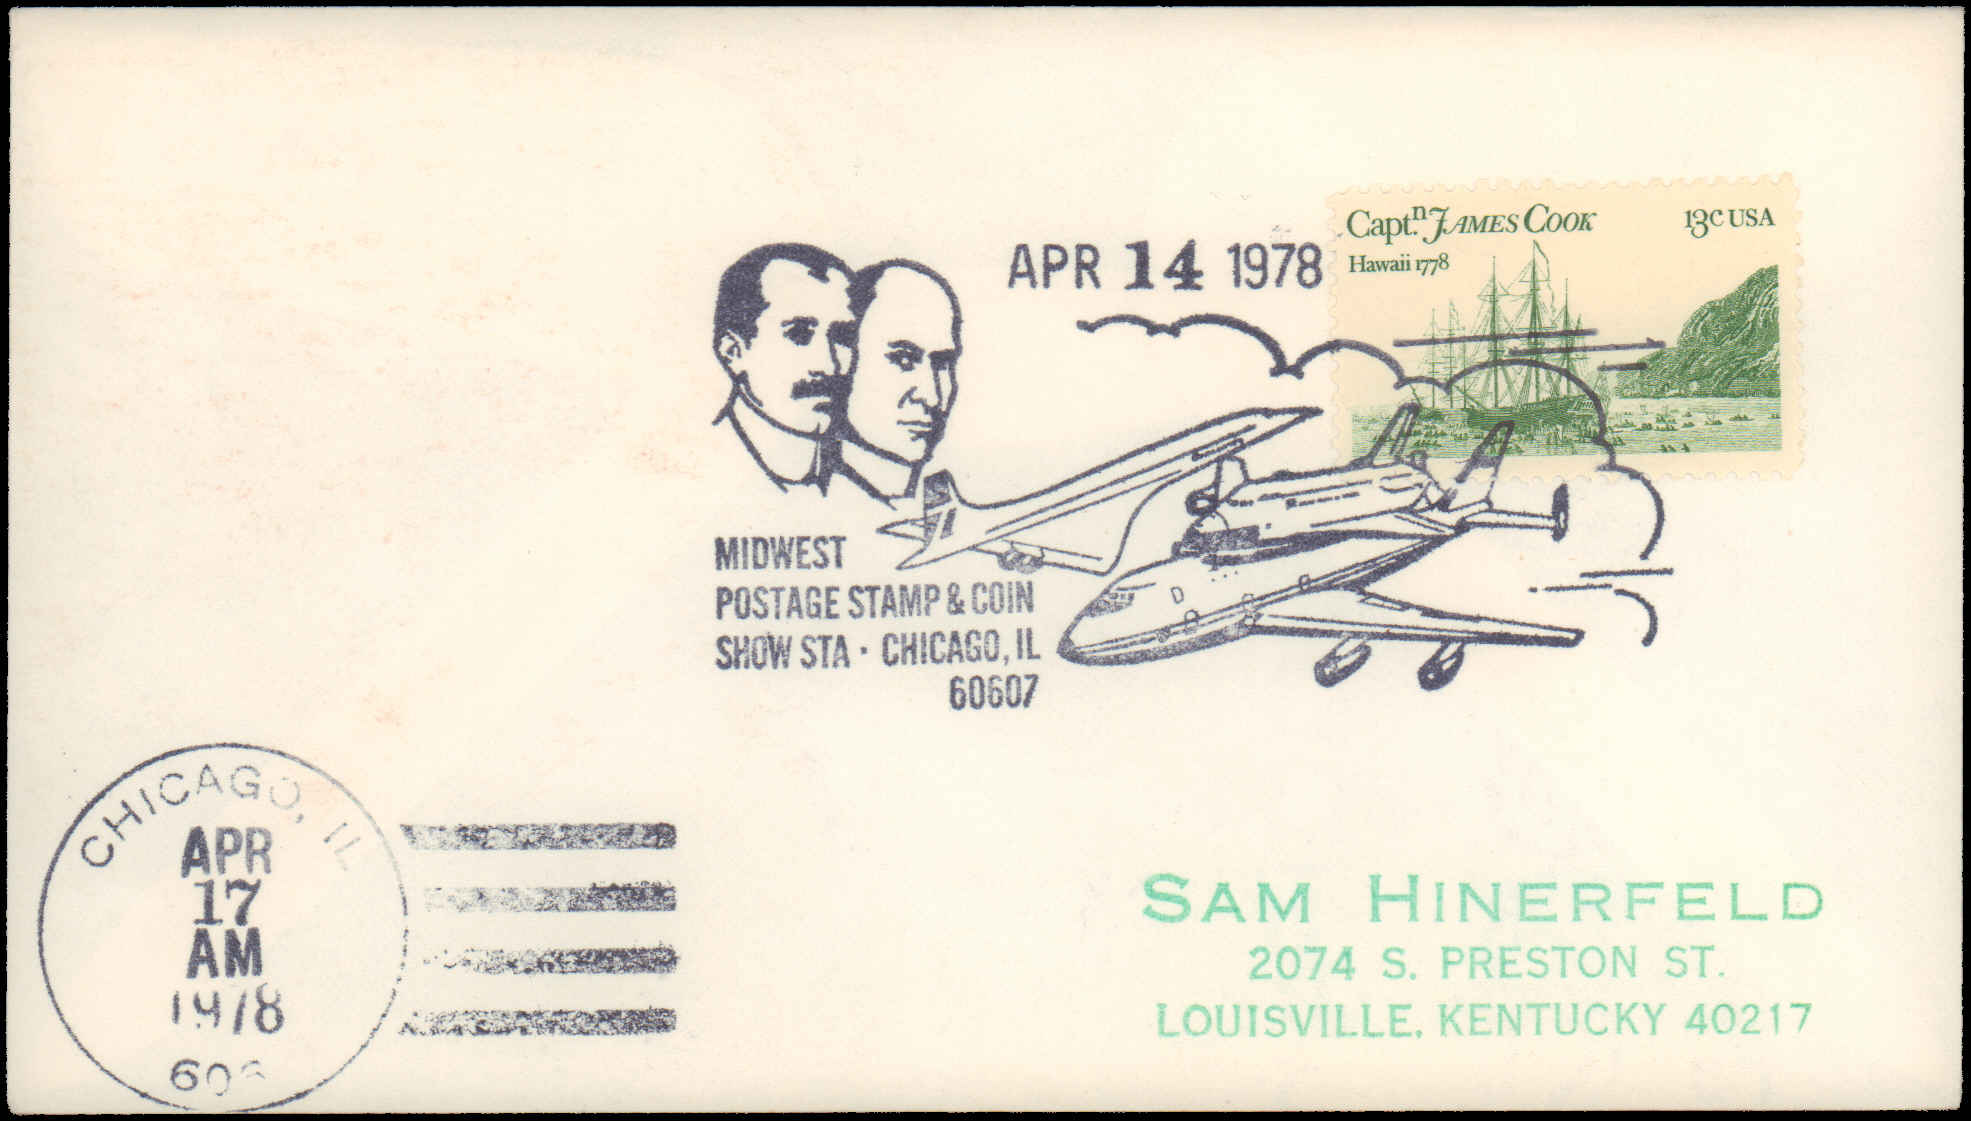 Capt.ⁿ JAMES COOK 13c USA
Hawaii 1778
APR 14 1978
MIDWEST
POSTAGE STAMP & COIN
SHOW STA · CHICAGO, IL
60607
CHICAGO, IL
APR
17
AM
1978
SAM HINERFELD
2074 S. PRESTON ST.
LOUISVILLE, KENTUCKY 40217